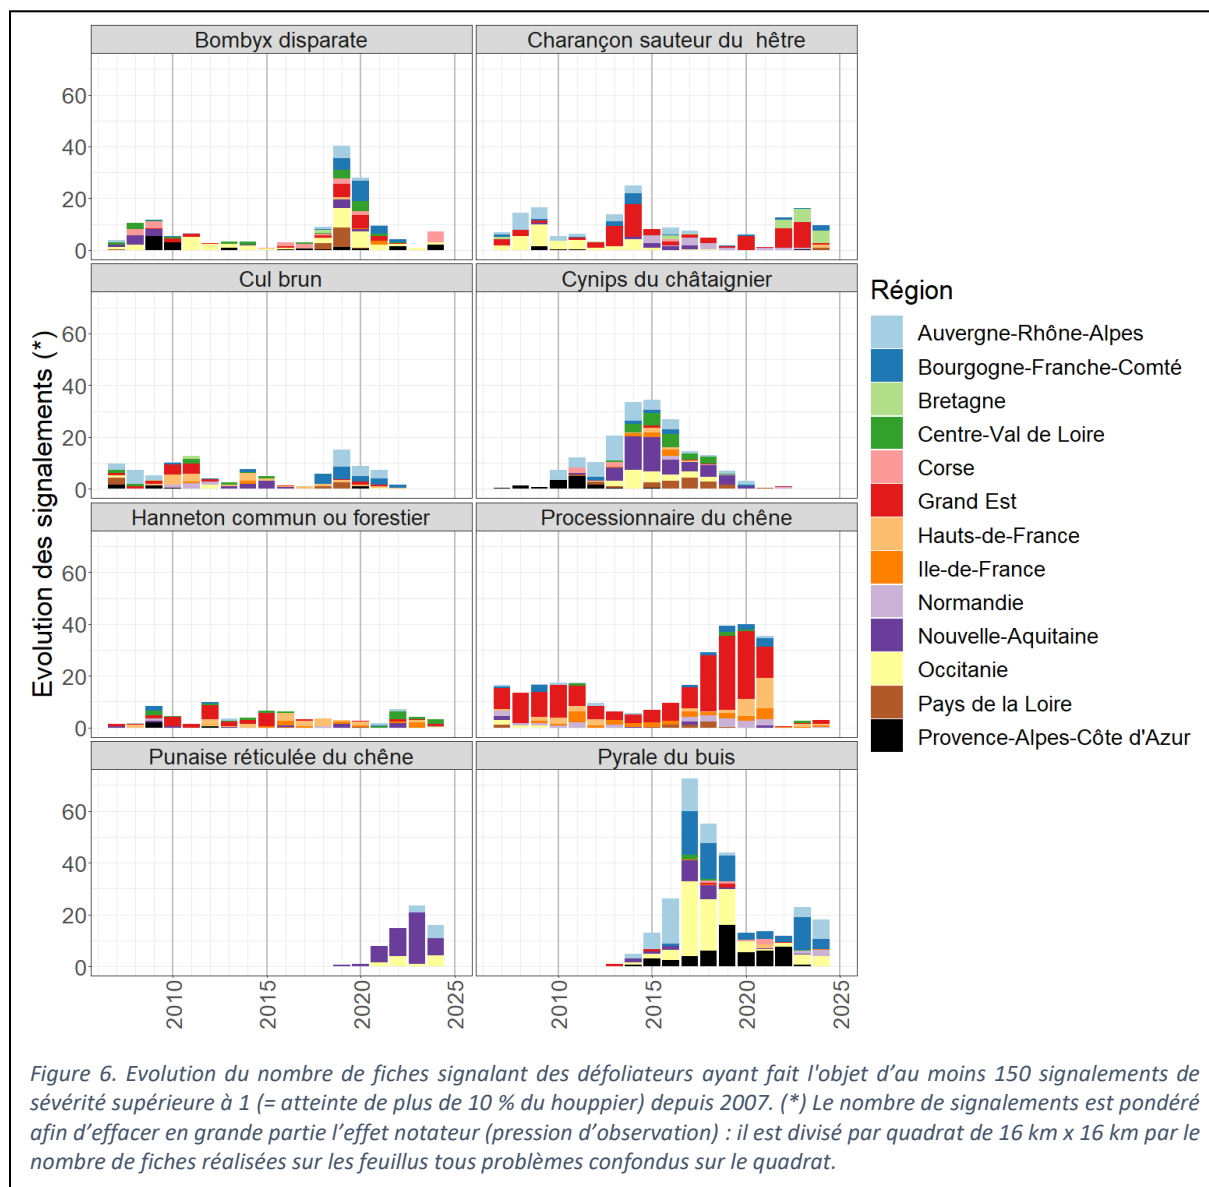 Bombyx disparate
Charançon sauteur du hêtre
60
40
20
0
Cul brun
Cynips du châtaignier
60
40
20
0
Hanneton commun ou forestier
Processionnaire du chêne
60
40
20
0
Punaise réticulée du chêne
Pyrale du buis
60
40
20
0
Evolution des signalements (*)
2010
2015
2020
2025
2010
2015
2020
2025
Région
Auvergne-Rhône-Alpes
Bourgogne-Franche-Comté
Bretagne
Centre-Val de Loire
Corse
Grand Est
Hauts-de-France
Ile-de-France
Normandie
Nouvelle-Aquitaine
Occitanie
Pays de la Loire
Provence-Alpes-Côte d'Azur
Figure 6. Evolution du nombre de fiches signalant des défoliateurs ayant fait l'objet d’au moins 150 signalements de
sévérité supérieure à 1 (= atteinte de plus de 10 % du houppier) depuis 2007. (*) Le nombre de signalements est pondéré
afin d’effacer en grande partie l’effet notateur (pression d’observation) : il est divisé par quadrat de 16 km x 16 km par le
nombre de fiches réalisées sur les feuillus tous problèmes confondus sur le quadrat.